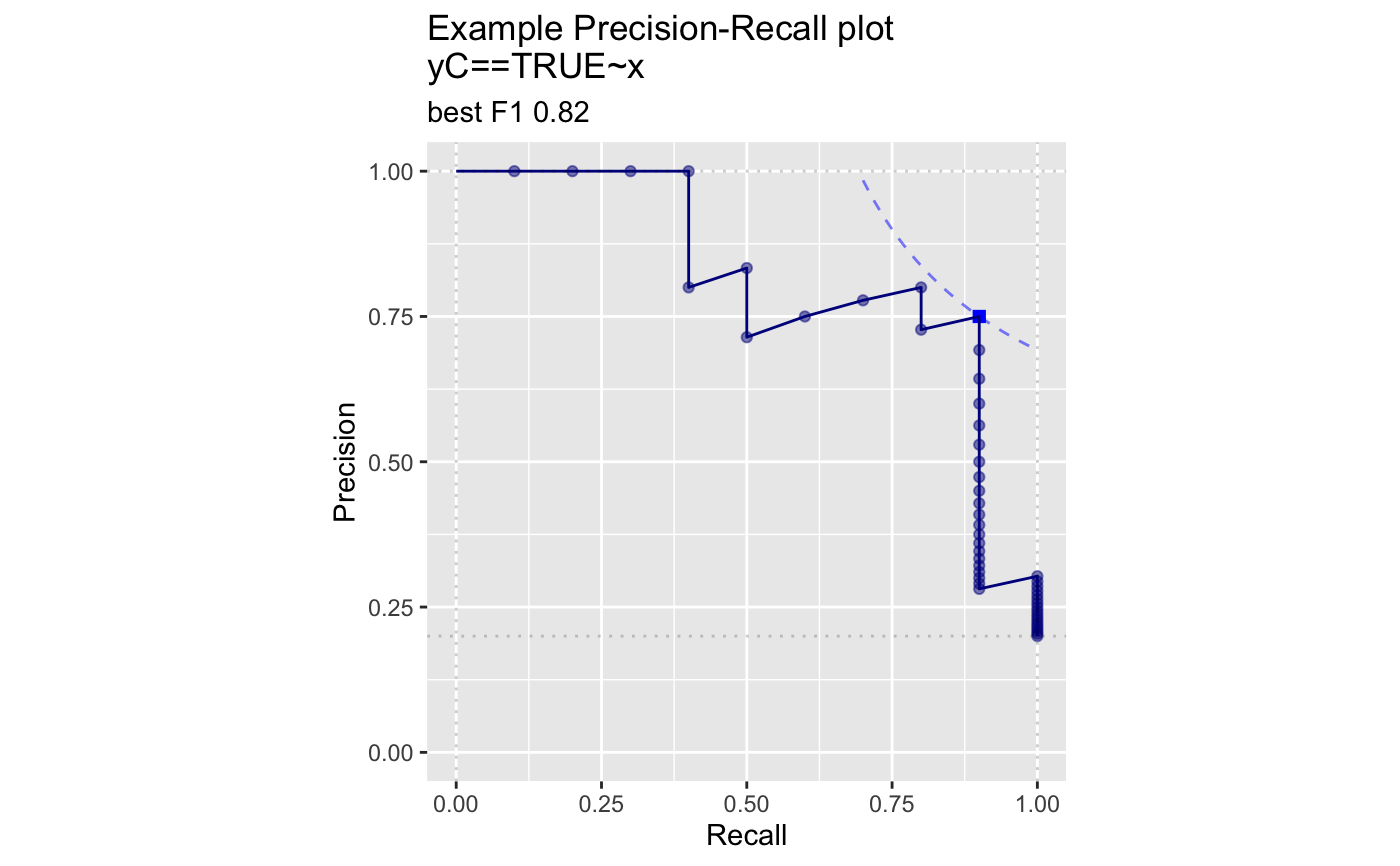 Example Precision-Recall plot
yC==TRUE~x
best F1 0.82
1.00
0.75
0.50
0.25
0.00
Precision
0.00 0.25 0.50 0.75 1.00
Recall